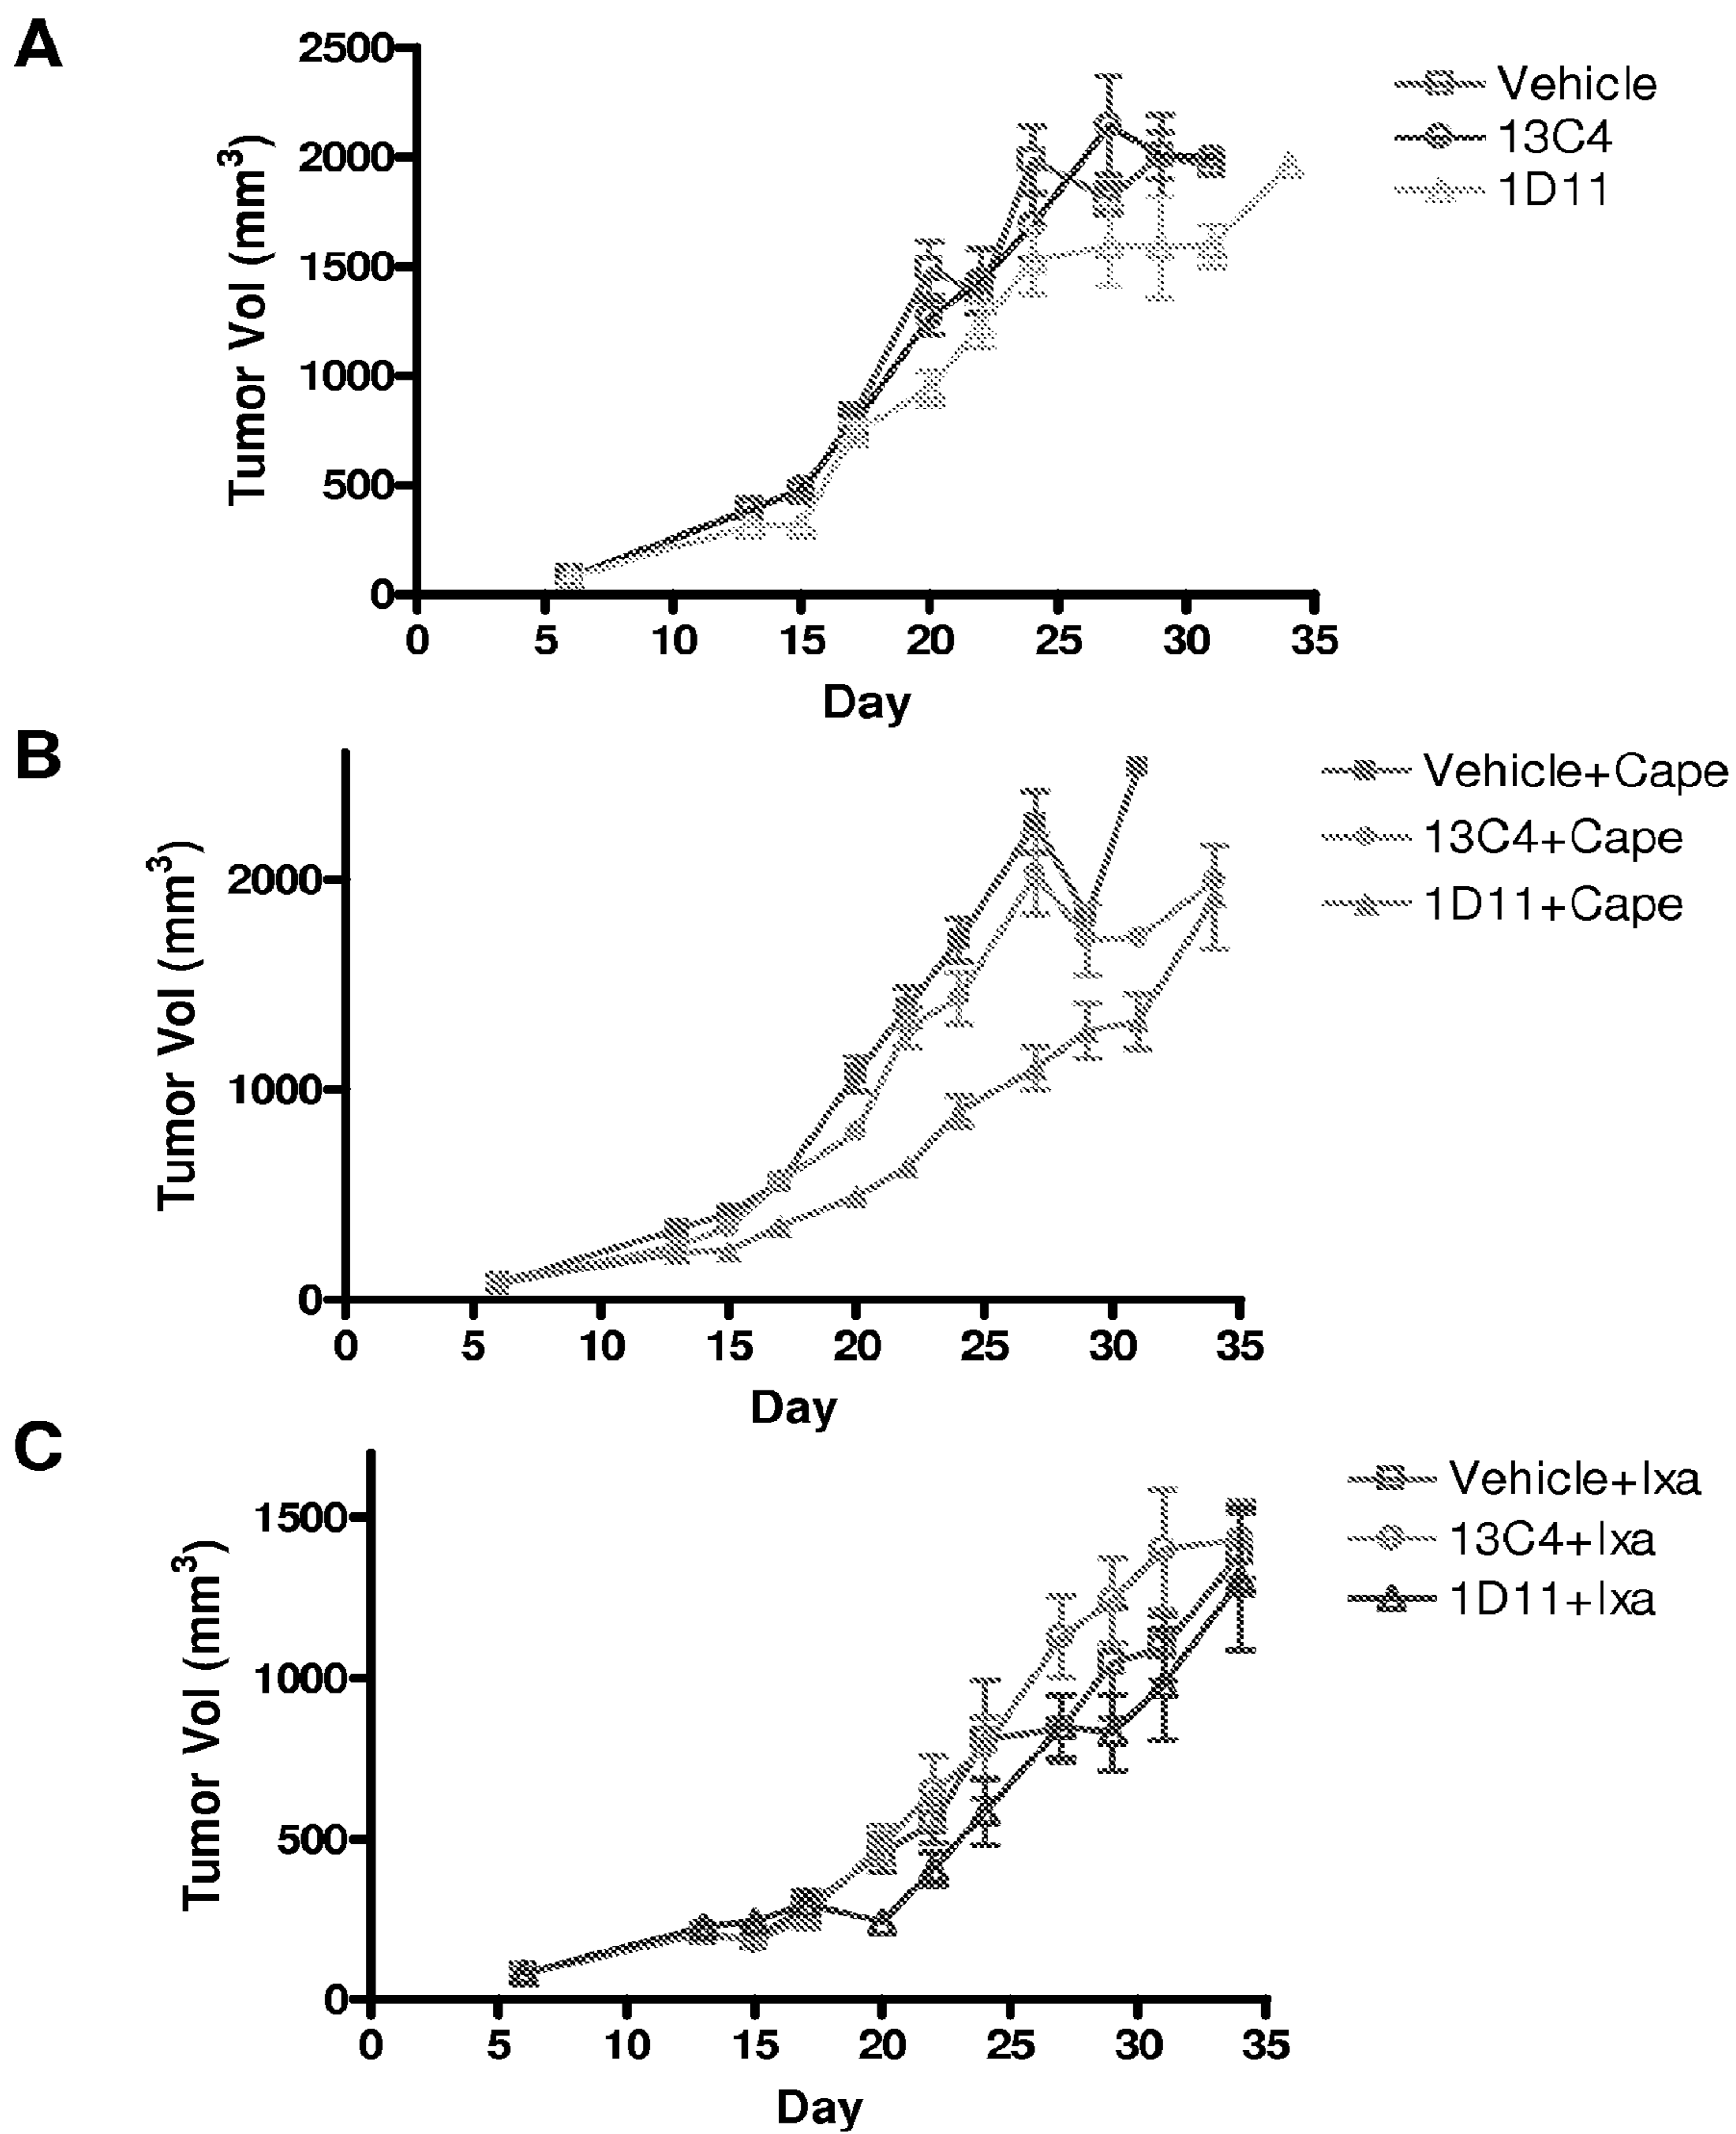 A
2500
2000
1500
1000
500
0
Tumor Vol (mm³)
0 5 10 15 20 25 30 35
Day
Vehicle
13C4
1D11
B
2000
1000
0
Tumor Vol (mm³)
0 5 10 15 20 25 30 35
Day
Vehicle+Cape
13C4+Cape
1D11+Cape
C
1500
1000
500
0
Tumor Vol (mm³)
0 5 10 15 20 25 30 35
Day
Vehicle+Ixa
13C4+Ixa
1D11+Ixa